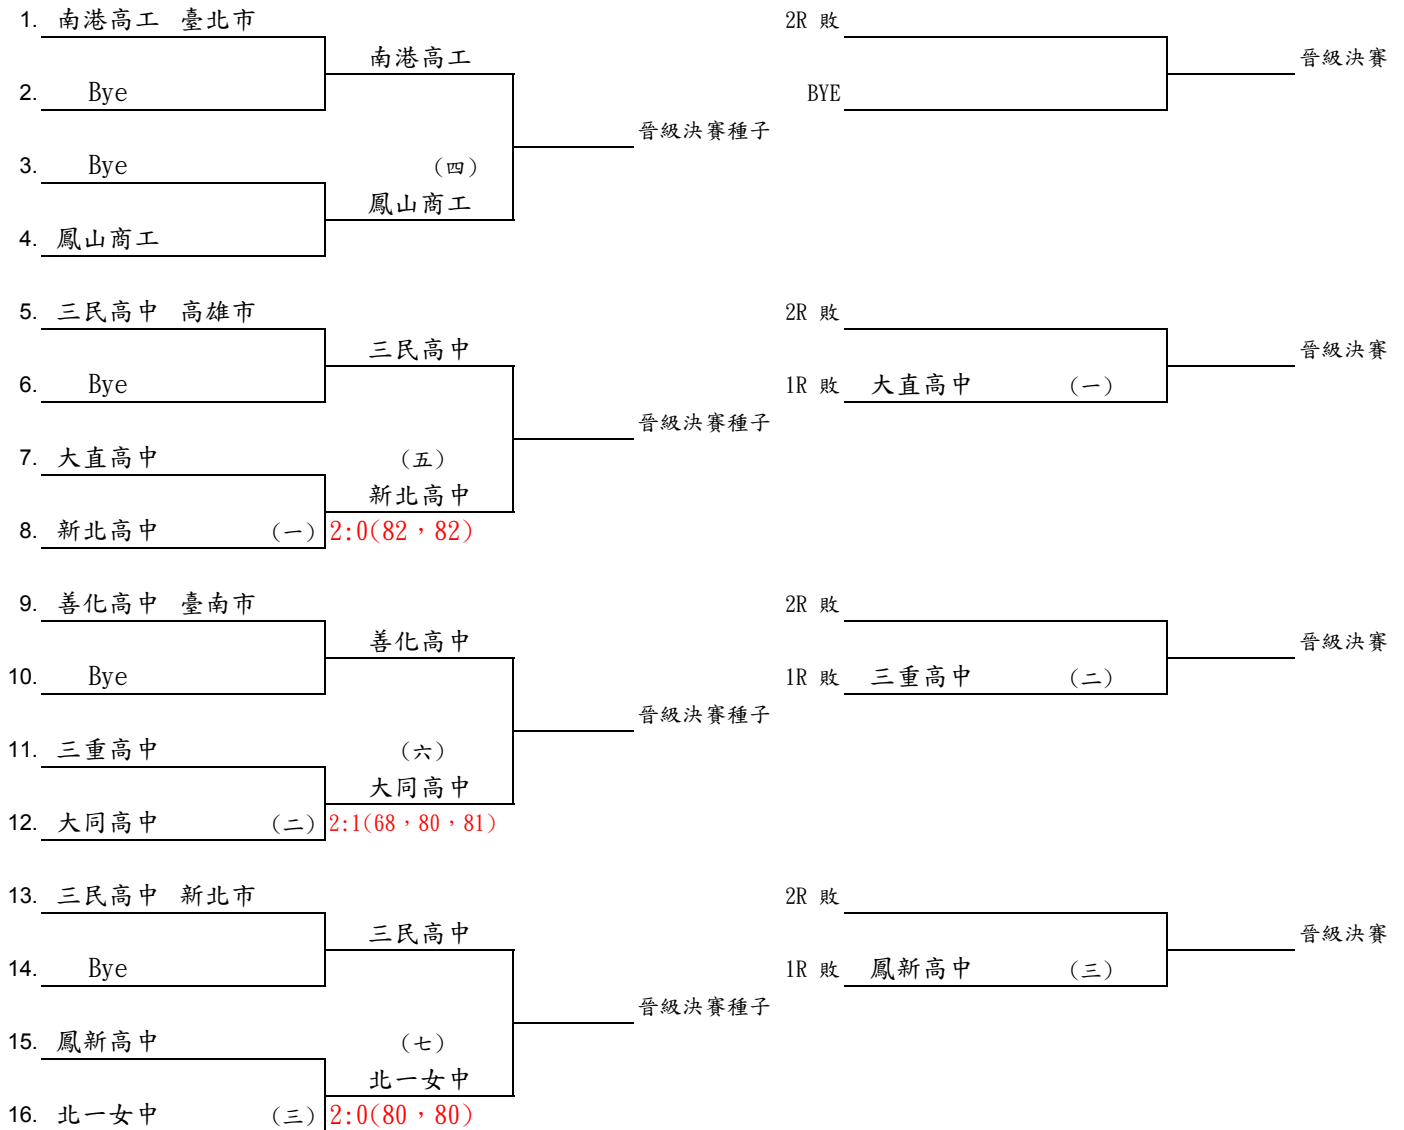 1. 南港高工 臺北市
2R 敗
南港高工
晉級決賽
2. Bye
BYE
晉級決賽種子
3. Bye (四)
鳳山商工
4. 鳳山商工
5. 三民高中 高雄市
2R 敗
三民高中
晉級決賽
6. Bye
1R 敗 大直高中 (一)
晉級決賽種子
7. 大直高中 (五)
新北高中
8. 新北高中 (一) 2:0(82，82)
9. 善化高中 臺南市
2R 敗
善化高中
晉級決賽
10. Bye
1R 敗 三重高中 (二)
晉級決賽種子
11. 三重高中 (六)
大同高中
12. 大同高中 (二) 2:1(68，80，81)
13. 三民高中 新北市
2R 敗
三民高中
晉級決賽
14. Bye
1R 敗 鳳新高中 (三)
晉級決賽種子
15. 鳳新高中 (七)
北一女中
16. 北一女中 (三) 2:0(80，80)